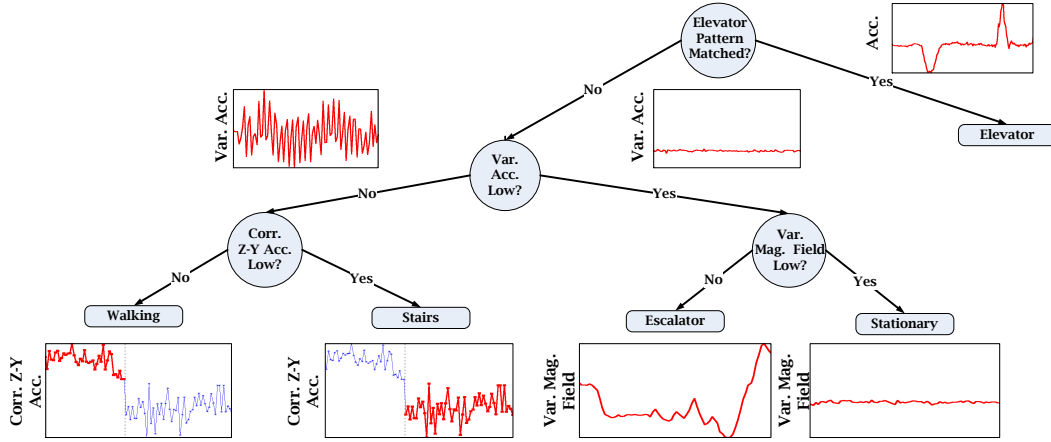 Elevator
Pattern
Matched?
Acc.
No
Yes
Elevator
Var. Acc.
Var. Acc.
Var.
Acc.
Low?
No
Yes
Corr.
Z-Y Acc.
Low?
Var.
Mag. Field
Low?
No
Yes
No
Yes
Walking
Stairs
Escalator
Stationary
Corr. Z-Y
Acc.
Corr. Z-Y
Acc.
Var. Mag.
Field
Var. Mag.
Field